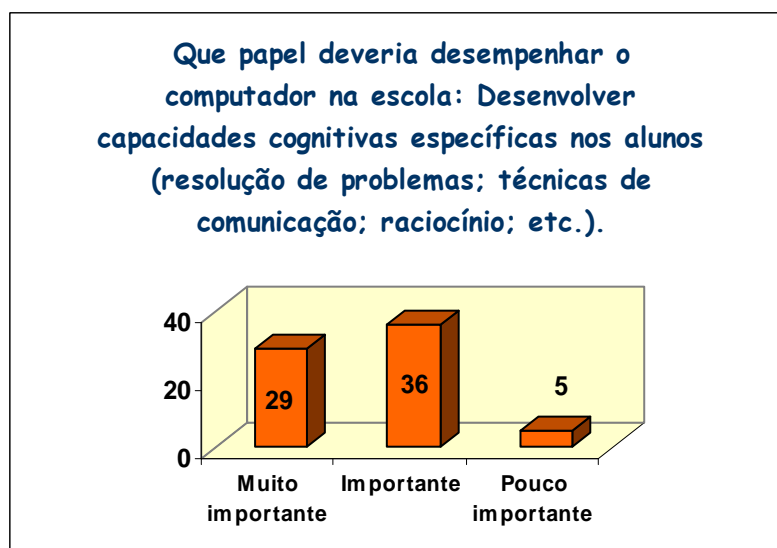 Que papel deveria desempenhar o
computador na escola: Desenvolver
capacidades cognitivas específicas nos alunos
(resolução de problemas; técnicas de
comunicação; raciocínio; etc.).
40
20
0
29
36
5
Muito
importante
Importante
Pouco
importante